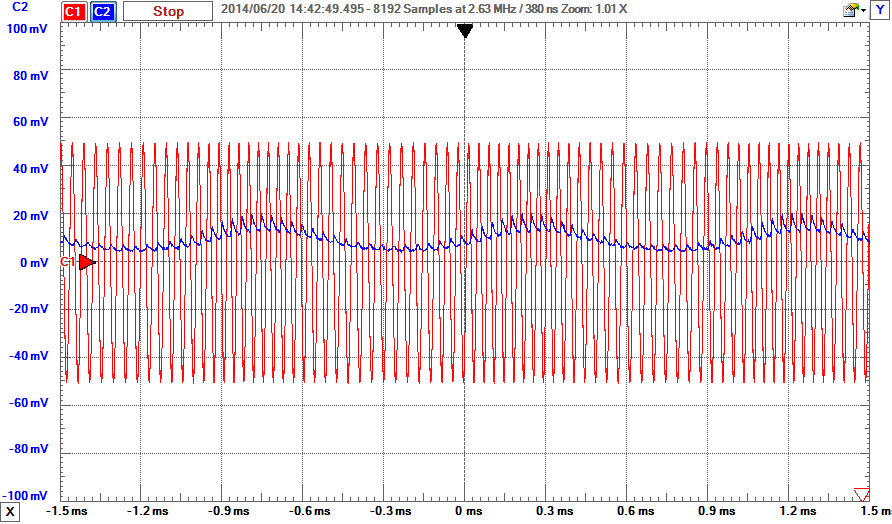 C2 C1 C2 Stop 2014/06/20 14:42:49.495 - 8192 Samples at 2.63 MHz / 380 ns Zoom: 1.01 X Y
100 mV
80 mV
60 mV
40 mV
20 mV
C1 0 mV
-20 mV
-40 mV
-60 mV
-80 mV
-100 mV
X -1.5 ms -1.2 ms -0.9 ms -0.6 ms -0.3 ms 0 ms 0.3 ms 0.6 ms 0.9 ms 1.2 ms 1.5 m